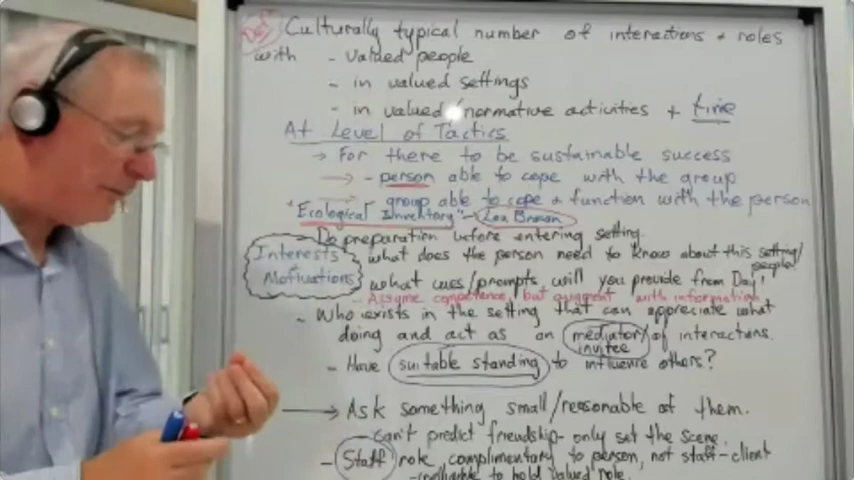 Def Culturally typical number of interactions + roles
with - valued people
- in valued settings
- in valued/normative activities + time
At Level of Tactics
→ For there to be sustainable success
→ - person able to cope with the group
- group able to cope + function with the person
"Ecological Inventory" - Lou Brown
- Do preparation before entering setting.
Interests + Motivations
what does the person need to know about this setting/people/
what cues/prompts will you provide from Day 1
- Assume competence, but augment with information
- Who exists in the setting that can appreciate what
doing and act as an mediator/invitee of interactions.
- Have suitable standing to influence others?
→ Ask something small/reasonable of them.
can't predict friendship - only set the scene.
- Staff role complimentary to person, not staff-client
to hold valued role.